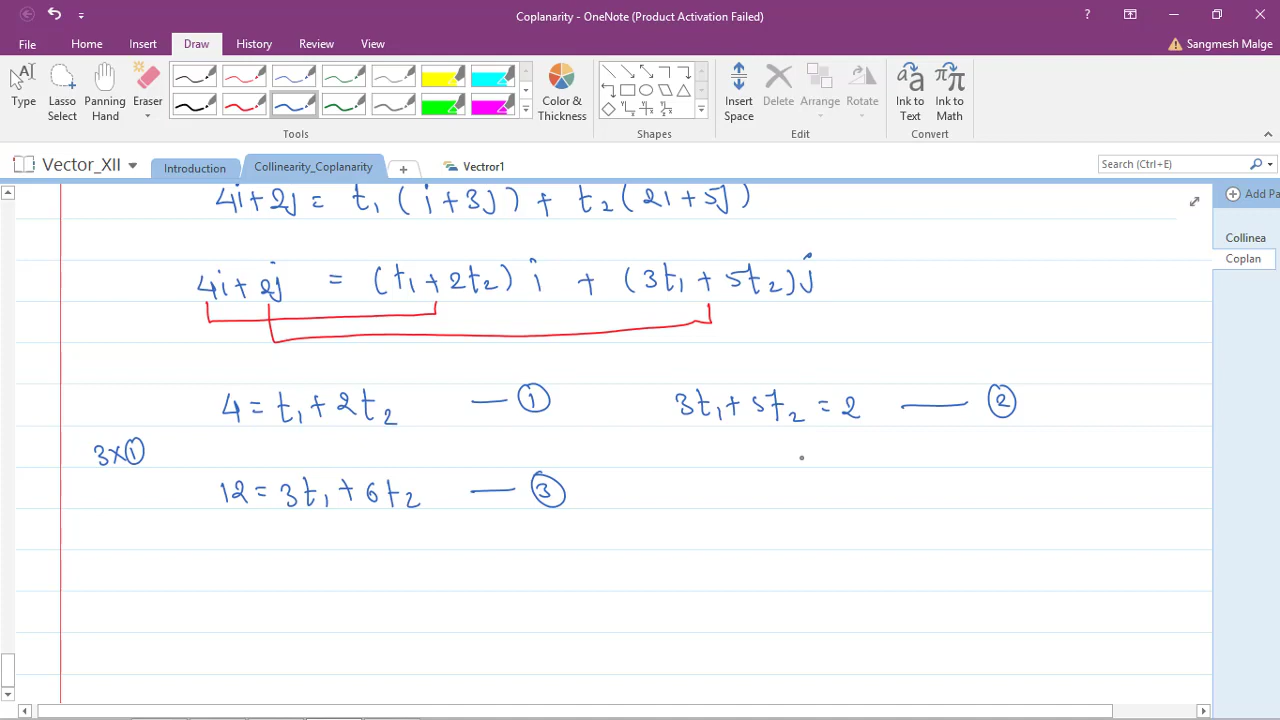 Coplanarity - OneNote (Product Activation Failed)
?
File Home Insert Draw History Review View
Sangmesh Malge
Type
Lasso Select
Panning Hand
Eraser
Color & Thickness
Insert Space
Delete
Arrange
Rotate
Ink to Text
Ink to Math
Tools
Shapes
Edit
Convert
Vector_XII
Introduction
Collinearity_Coplanarity
+
Vectror1
Search (Ctrl+E)
Add Pa
Collinea
Coplan
4i + 2j = t₁ (i + 3j) + t₂ (2i + 5j)
4i + 2j = (t₁ + 2t₂) i + (3t₁ + 5t₂) j
4 = t₁ + 2t₂ — ①
3t₁ + 5t₂ = 2 — ②
3×①
12 = 3t₁ + 6t₂ — ③